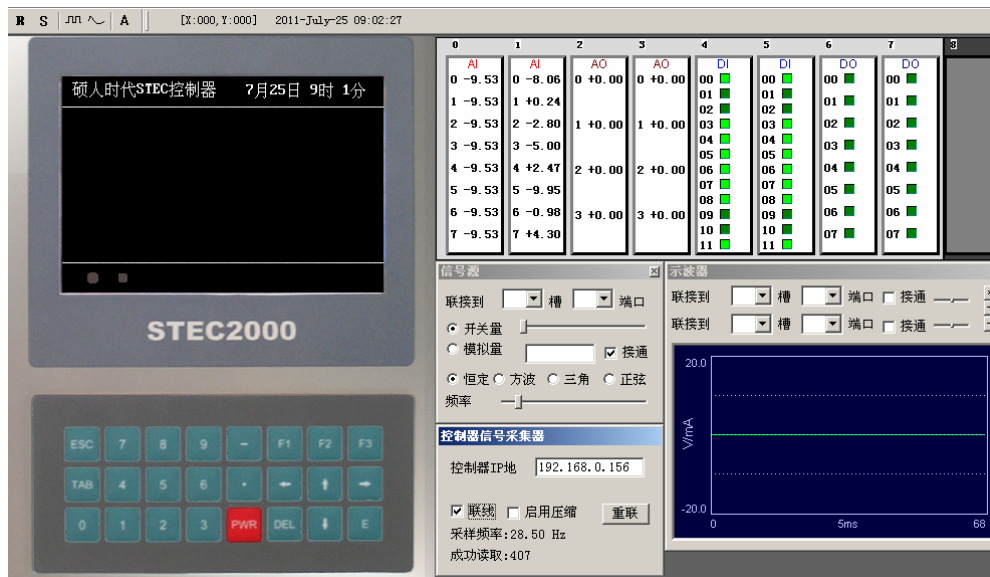 R S A [X:000,Y:000] 2011-July-25 09:02:27
硕人时代STEC控制器 7月25日 9时 1分
STEC2000
ESC 7 8 9 - F1 F2 F3
TAB 4 5 6 · ← ↑ →
0 1 2 3 PWR DEL ↓ E
0 1 2 3 4 5 6 7 8
AI
0 -9.53
1 -9.53
2 -9.53
3 -9.53
4 -9.53
5 -9.53
6 -9.53
7 -9.53
AI
0 -8.06
1 +0.24
2 -2.80
3 -5.00
4 +2.47
5 -9.95
6 -0.98
7 +4.30
AO
0 +0.00
1 +0.00
2 +0.00
3 +0.00
AO
0 +0.00
1 +0.00
2 +0.00
3 +0.00
DI
00
01
02
03
04
05
06
07
08
09
10
11
DI
00
01
02
03
04
05
06
07
08
09
10
11
DO
00
01
02
03
04
05
06
07
DO
00
01
02
03
04
05
06
07
信号源
联接到 槽 端口
开关量
模拟量 接通
恒定 方波 三角 正弦
频率
控制器信号采集器
控制器IP地 192.168.0.156
联线 启用压缩 重联
采样频率:28.50 Hz
成功读取:407
示波器
联接到 槽 端口 接通
联接到 槽 端口 接通
20.0
V/mA
-20.0
0 5ms 68